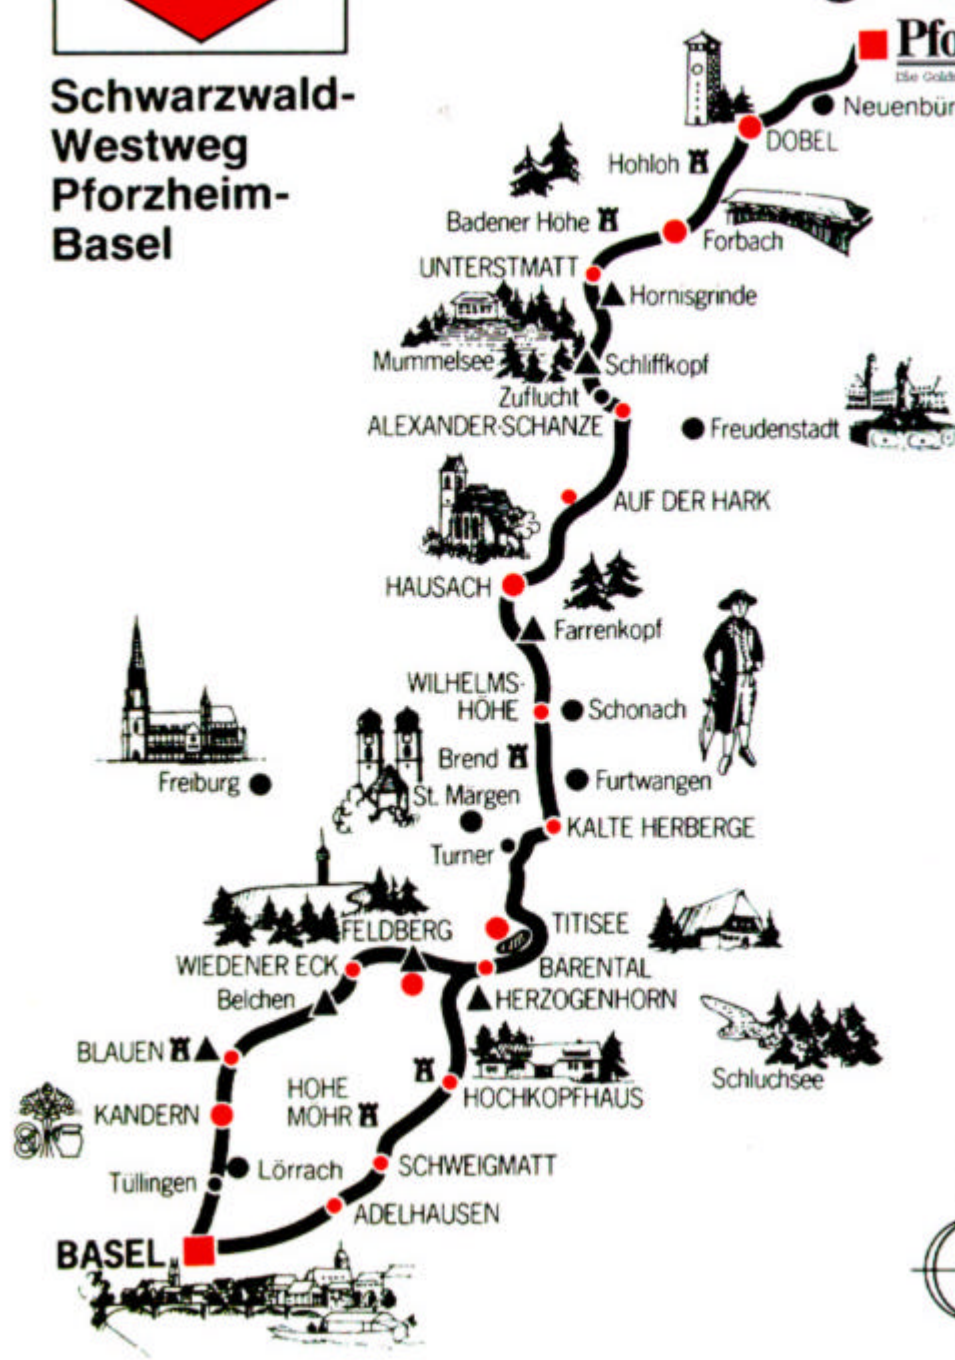 Schwarzwald-
Westweg
Pforzheim-
Basel
Neuenbür
DOBEL
Hohloh
Badener Höhe
Forbach
UNTERSTMATT
Hornisgrinde
Mummelsee
Schliffkopf
Zuflucht
ALEXANDER-SCHANZE
Freudenstadt
AUF DER HARK
HAUSACH
Farrenkopf
WILHELMS-
HÖHE
Schonach
Brend
Freiburg
Furtwangen
St. Märgen
KALTE HERBERGE
Turner
TITISEE
FELDBERG
WIEDENER ECK
BARENTAL
Belchen
HERZOGENHORN
BLAUEN
Schluchsee
HOHE
MÖHR
HOCHKOPFHAUS
KANDERN
Lörrach
SCHWEIGMATT
Tüllingen
ADELHAUSEN
BASEL